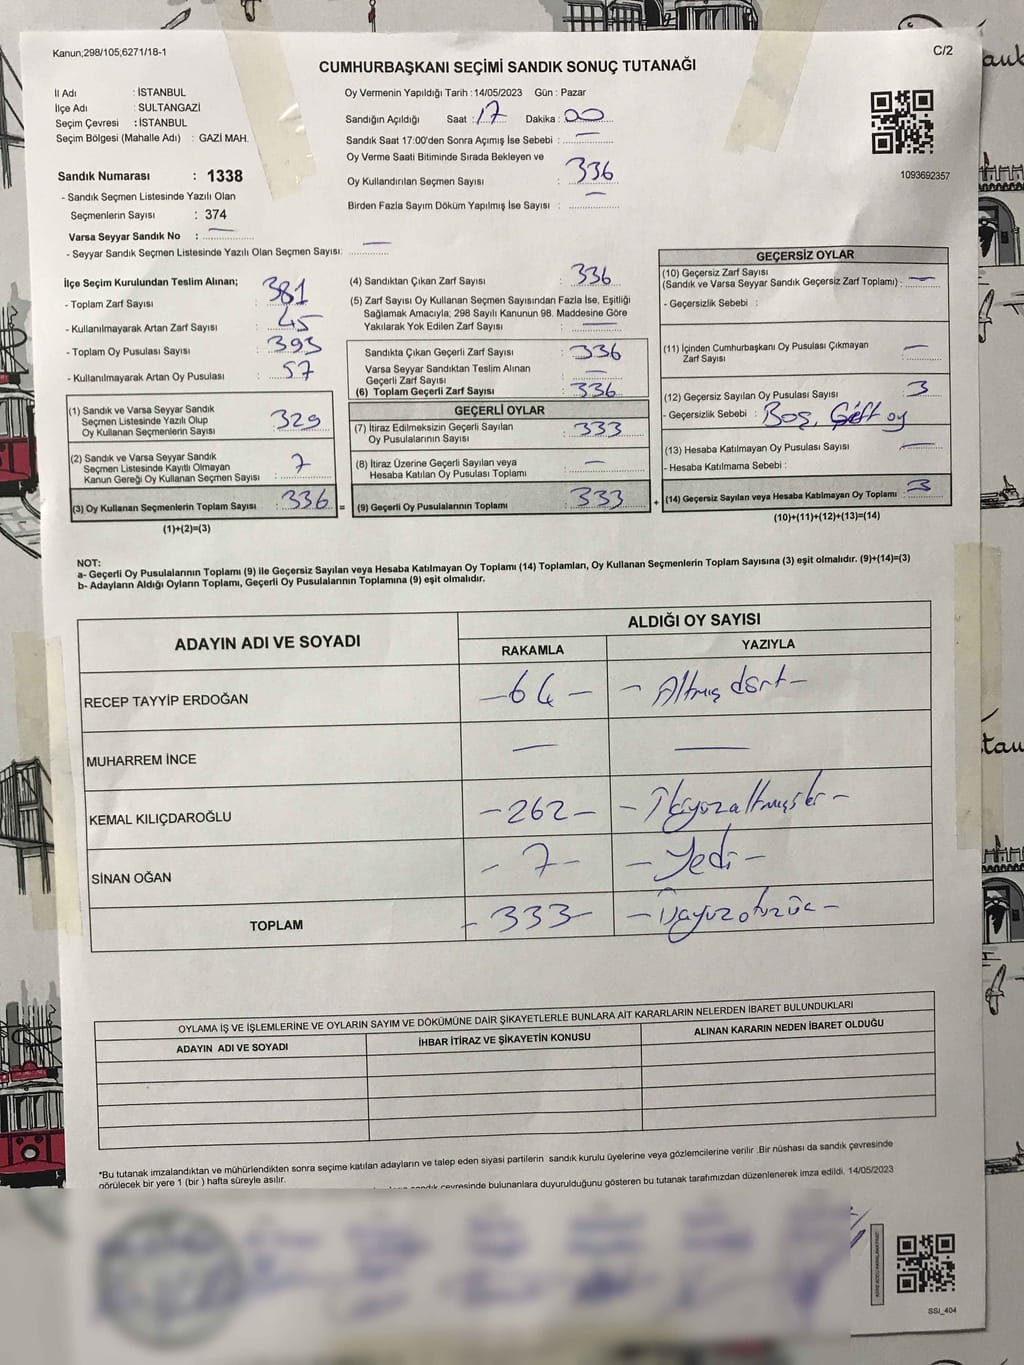 Kanun;298/105,6271/18-1
C/2
CUMHURBAŞKANI SEÇİMİ SANDIK SONUÇ TUTANAĞI
İl Adı : İSTANBUL
İlçe Adı : SULTANGAZİ
Seçim Çevresi : İSTANBUL
Seçim Bölgesi (Mahalle Adı) : GAZİ MAH.
Sandık Numarası : 1338
- Sandık Seçmen Listesinde Yazılı Olan
Seçmenlerin Sayısı : 374
Varsa Seyyar Sandık No : —
- Seyyar Sandık Seçmen Listesinde Yazılı Olan Seçmen Sayısı: —
Oy Vermenin Yapıldığı Tarih : 14/05/2023 Gün : Pazar
Sandığın Açıldığı Saat : 17 Dakika : 00
Sandık Saat 17:00'den Sonra Açımış İse Sebebi : —
Oy Verme Saati Bitiminde Sırada Bekleyen ve
Oy Kullandırılan Seçmen Sayısı : 336
Birden Fazla Sayım Döküm Yapılmış İse Sayısı : —
1093692357
İlçe Seçim Kurulundan Teslim Alınan;
- Toplam Zarf Sayısı : 381
- Kullanılmayarak Artan Zarf Sayısı : 45
- Toplam Oy Pusulası Sayısı : 393
- Kullanılmayarak Artan Oy Pusulası : 57
(1) Sandık ve Varsa Seyyar Sandık
Seçmen Listesinde Yazılı Olup
Oy Kullanan Seçmenlerin Sayısı : 329
(2) Sandık ve Varsa Seyyar Sandık
Seçmen Listesinde Kayıtlı Olmayan
Kanun Gereği Oy Kullanan Seçmen Sayısı : 7
(3) Oy Kullanan Seçmenlerin Toplam Sayısı : 336 =
(1)+(2)=(3)
(4) Sandıktan Çıkan Zarf Sayısı : 336
(5) Zarf Sayısı Oy Kullanan Seçmen Sayısından Fazla İse, Eşitliği
Sağlamak Amacıyla; 298 Sayılı Kanunun 98. Maddesine Göre
Yakılarak Yok Edilen Zarf Sayısı : —
Sandıkta Çıkan Geçerli Zarf Sayısı : 336
Varsa Seyyar Sandıktan Teslim Alınan
Geçerli Zarf Sayısı : —
(6) Toplam Geçerli Zarf Sayısı : 336
GEÇERLİ OYLAR
(7) İtiraz Edilmeksizin Geçerli Sayılan
Oy Pusulalarının Sayısı : 333
(8) İtiraz Üzerine Geçerli Sayılan veya
Hesaba Katılan Oy Pusulası Toplamı : —
(9) Geçerli Oy Pusulalarının Toplamı : 333 +
GEÇERSİZ OYLAR
(10) Geçersiz Zarf Sayısı
(Sandık ve Varsa Seyyar Sandık Geçersiz Zarf Toplamı) : —
- Geçersizlik Sebebi :
(11) İçinden Cumhurbaşkanı Oy Pusulası Çıkmayan
Zarf Sayısı : —
(12) Geçersiz Sayılan Oy Pusulası Sayısı : 3
- Geçersizlik Sebebi : Boş, Çift oy
(13) Hesaba Katılmayan Oy Pusulası Sayısı : —
- Hesaba Katılmama Sebebi :
(14) Geçersiz Sayılan veya Hesaba Katılmayan Oy Toplamı : 3
(10)+(11)+(12)+(13)=(14)
NOT:
a- Geçerli Oy Pusulalarının Toplamı (9) ile Geçersiz Sayılan veya Hesaba Katılmayan Oy Toplamı (14) Toplamları, Oy Kullanan Seçmenlerin Toplam Sayısına (3) eşit olmalıdır. (9)+(14)=(3)
b- Adayların Aldığı Oyların Toplamı, Geçerli Oy Pusulalarının Toplamına (9) eşit olmalıdır.
ADAYIN ADI VE SOYADI
ALDIĞI OY SAYISI
RAKAMLA YAZIYLA
RECEP TAYYİP ERDOĞAN - 64 - - Altmış dört -
MUHARREM İNCE — —
KEMAL KILIÇDAROĞLU - 262 - - İkiyüzaltmışiki -
SİNAN OĞAN - 7 - - Yedi -
TOPLAM - 333 - - Üçyüzotuzüç -
OYLAMA İŞ VE İŞLEMLERİNE VE OYLARIN SAYIM VE DÖKÜMÜNE DAİR ŞİKAYETLERLE BUNLARA AİT KARARLARIN NELERDEN İBARET BULUNDUKLARI
ADAYIN ADI VE SOYADI İHBAR İTİRAZ VE ŞİKAYETİN KONUSU ALINAN KARARIN NEDEN İBARET OLDUĞU
*Bu tutanak imzalandıktan ve mühürlendikten sonra seçime katılan adayların ve talep eden siyasi partilerin sandık kurulu üyelerine veya gözlemcilerine verilir .Bir nüshası da sandık çevresinde
görülecek bir yere 1 (bir ) hafta süreyle asılır.
sandık çevresinde bulunanlara duyurulduğunu gösteren bu tutanak tarafımızdan düzenlenerek imza edildi. 14/05/2023
SSI_404